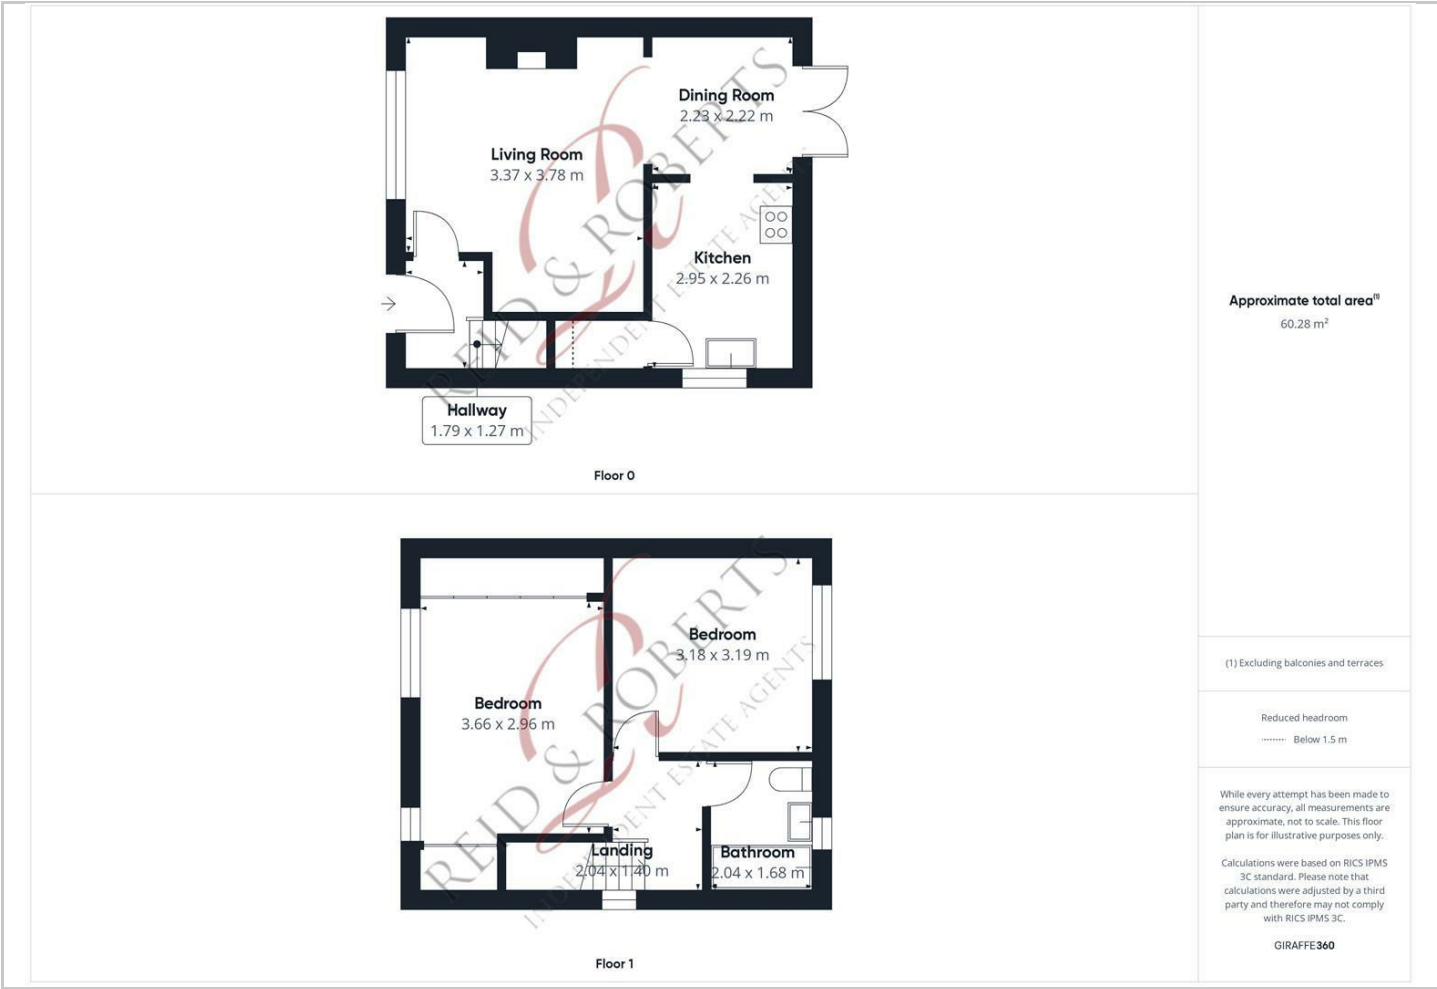 Dining Room
2.23 x 2.22 m
Living Room
3.37 x 3.78 m
Kitchen
2.95 x 2.26 m
Hallway
1.79 x 1.27 m
REID & ROBERTS
INDEPENDENT ESTATE AGENTS
Floor 0
Bedroom
3.18 x 3.19 m
Bedroom
3.66 x 2.96 m
Landing
2.04 x 1.40 m
Bathroom
2.04 x 1.68 m
REID & ROBERTS
INDEPENDENT ESTATE AGENTS
Floor 1
Approximate total area(1)
60.28 m²
(1) Excluding balconies and terraces
Reduced headroom
Below 1.5 m
While every attempt has been made to
ensure accuracy, all measurements are
approximate, not to scale. This floor
plan is for illustrative purposes only.
Calculations were based on RICS IPMS
3C standard. Please note that
calculations were adjusted by a third
party and therefore may not comply
with RICS IPMS 3C.
GIRAFFE360